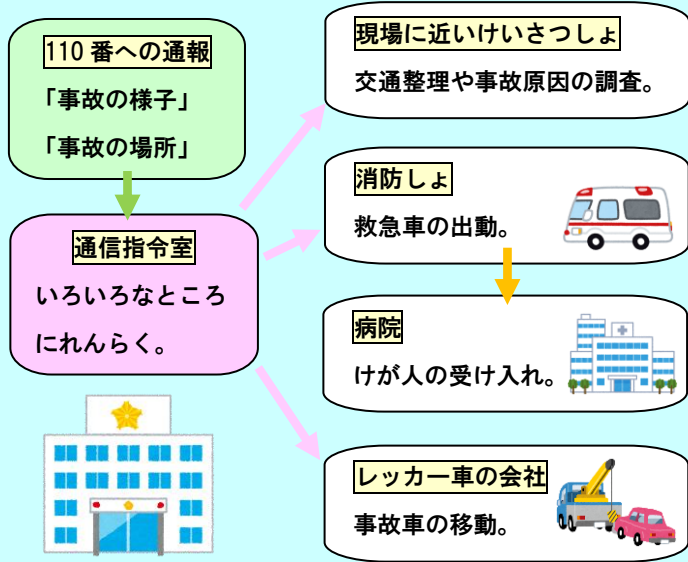 110番への通報
「事故の様子」
「事故の場所」
通信指令室
いろいろなところ
にれんらく。
現場に近いけいさつしょ
交通整理や事故原因の調査。
消防しょ
救急車の出動。
病院
けが人の受け入れ。
レッカー車の会社
事故車の移動。